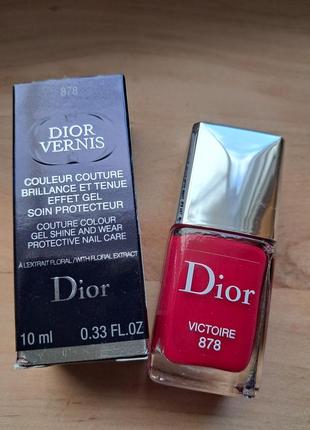 878
DIOR
VERNIS
COULEUR COUTURE
BRILLANCE ET TENUE
EFFET GEL
SOIN PROTECTEUR
COUTURE COLOUR
GEL SHINE AND WEAR
PROTECTIVE NAIL CARE
À L'EXTRAIT FLORAL / WITH FLORAL EXTRACT
Dior
10 ml 0.33 FL.OZ
Dior
VICTOIRE
878